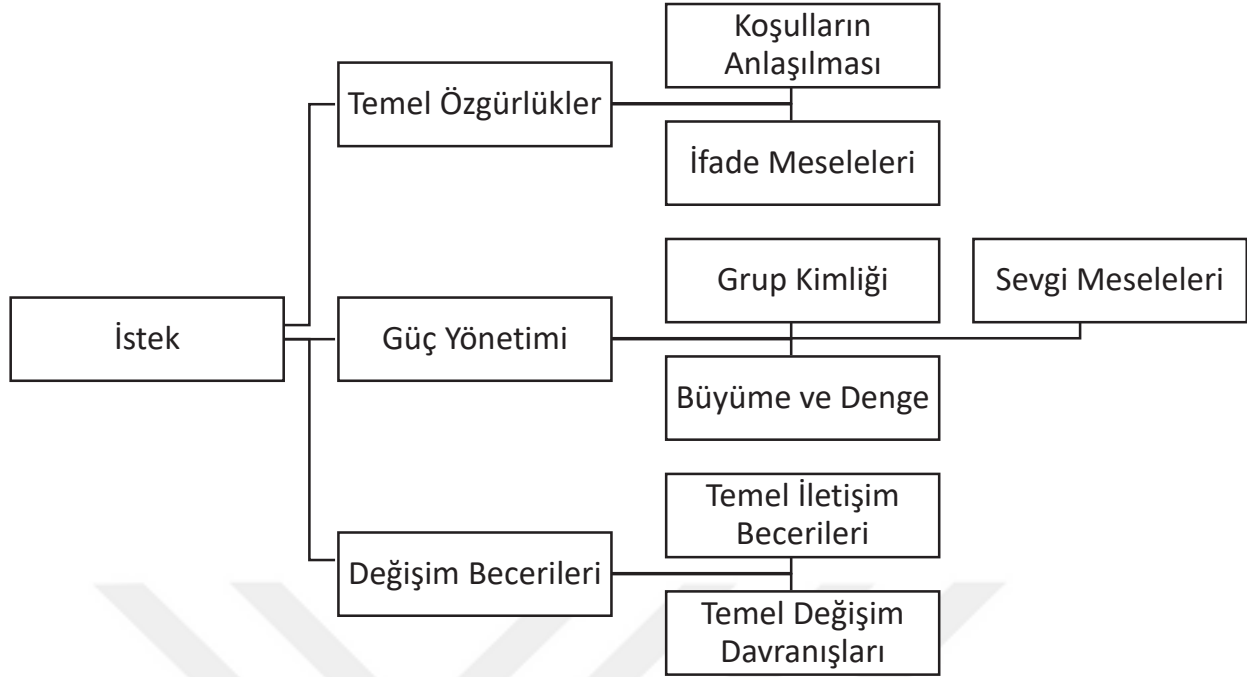 Koşulların
Anlaşılması
Temel Özgürlükler
İfade Meseleleri
Grup Kimliği
Sevgi Meseleleri
İstek
Güç Yönetimi
Büyüme ve Denge
Temel İletişim
Becerileri
Değişim Becerileri
Temel Değişim
Davranışları